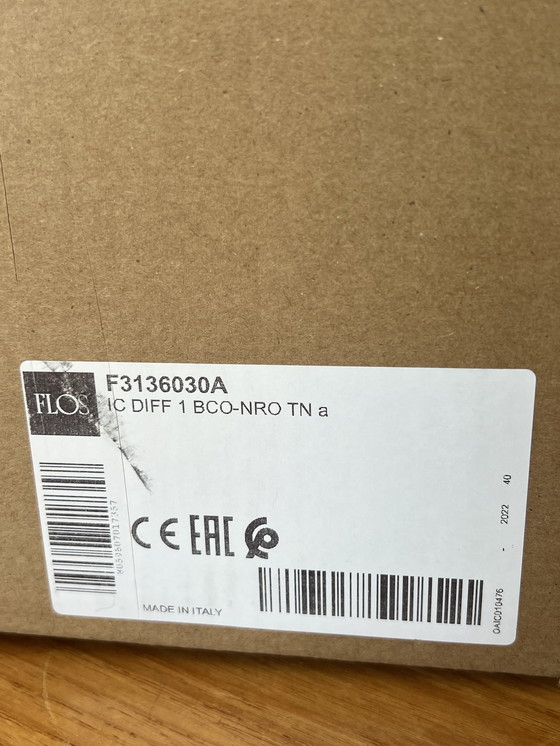 FLOS
F3136030A
IC DIFF 1 BCO-NRO TN a
CE EAC
MADE IN ITALY
2022 - 40
OAIC010476